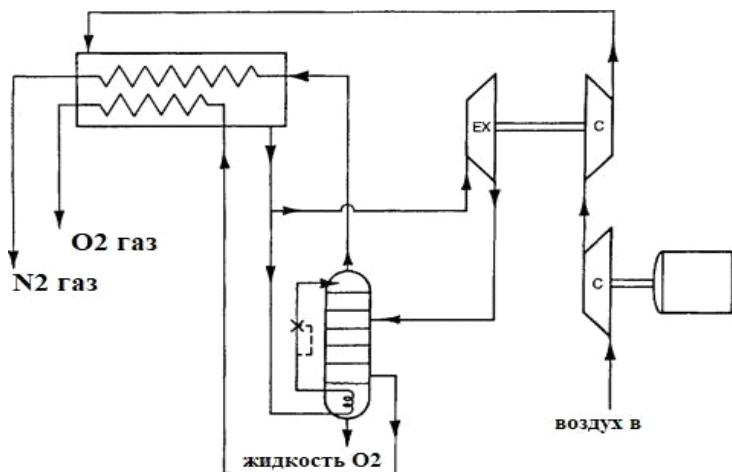 EX
C
O2 газ
N2 газ
C
воздух в
жидкость O2